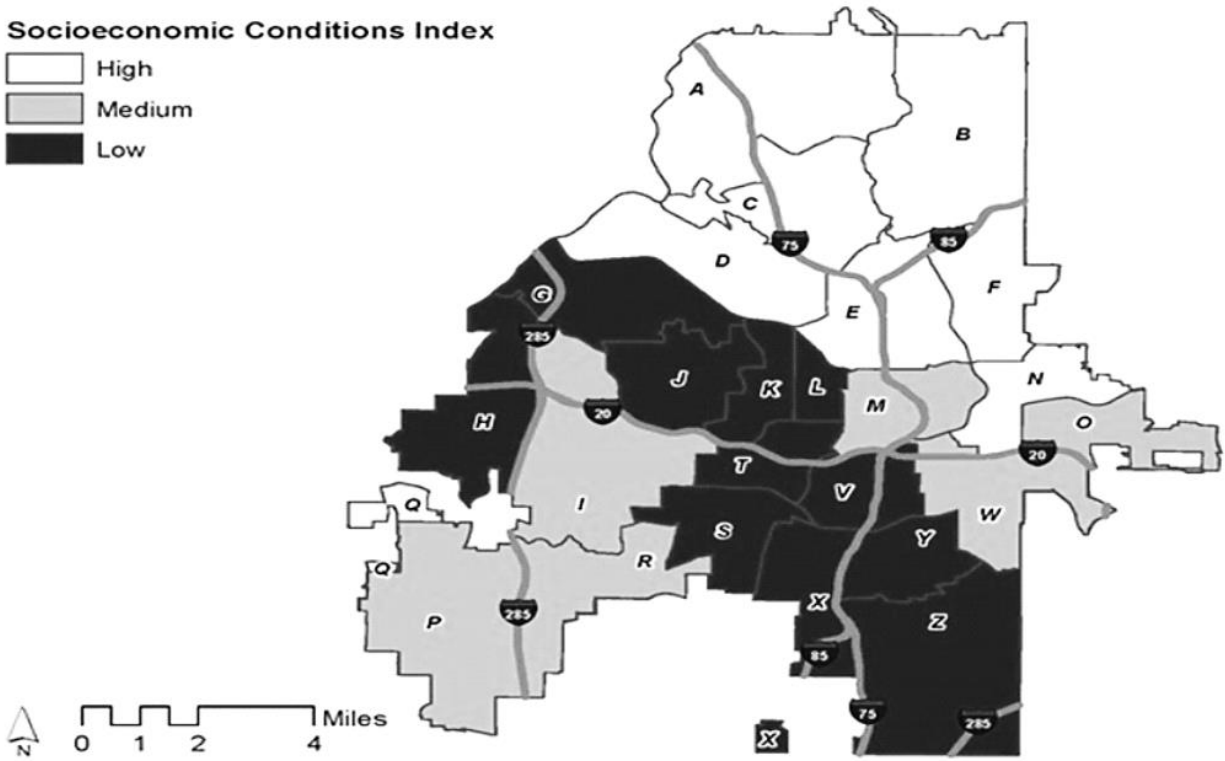 Socioeconomic Conditions Index
High
Medium
Low
A
B
C
75
85
D
F
E
G
285
J
K
L
N
M
20
H
O
20
T
V
Q
I
S
W
Y
Q
R
P
285
X
Z
85
75
285
X
N
0 1 2 4 Miles